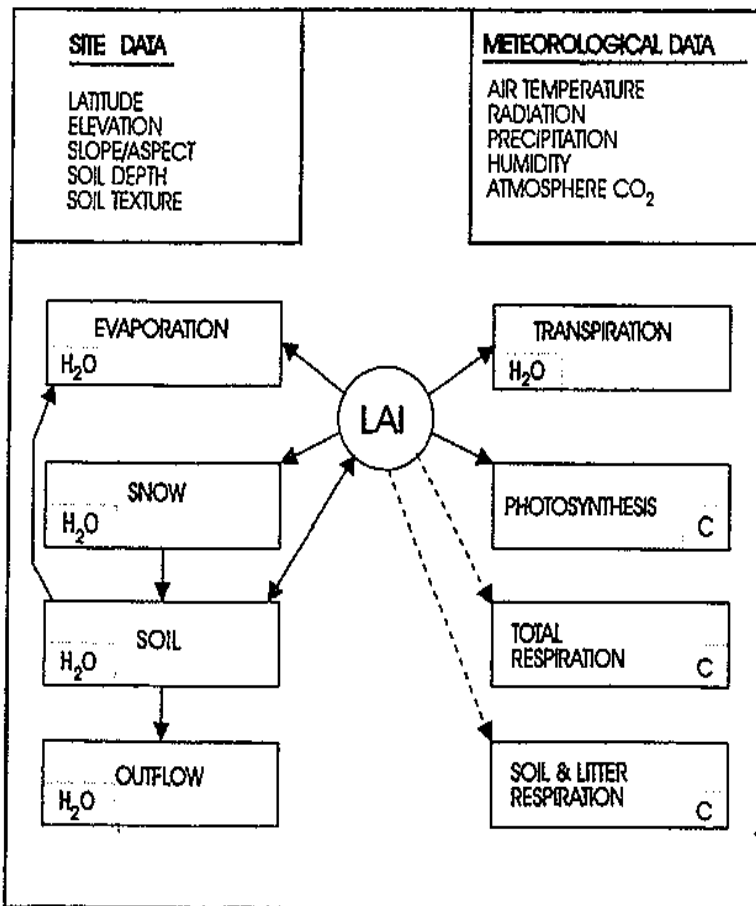 SITE DATA
LATITUDE
ELEVATION
SLOPE/ASPECT
SOIL DEPTH
SOIL TEXTURE
METEOROLOGICAL DATA
AIR TEMPERATURE
RADIATION
PRECIPITATION
HUMIDITY
ATMOSPHERE CO₂
EVAPORATION
H₂O
TRANSPIRATION
H₂O
LAI
SNOW
H₂O
PHOTOSYNTHESIS
C
SOIL
H₂O
TOTAL
RESPIRATION
C
OUTFLOW
H₂O
SOIL & LITTER
RESPIRATION
C